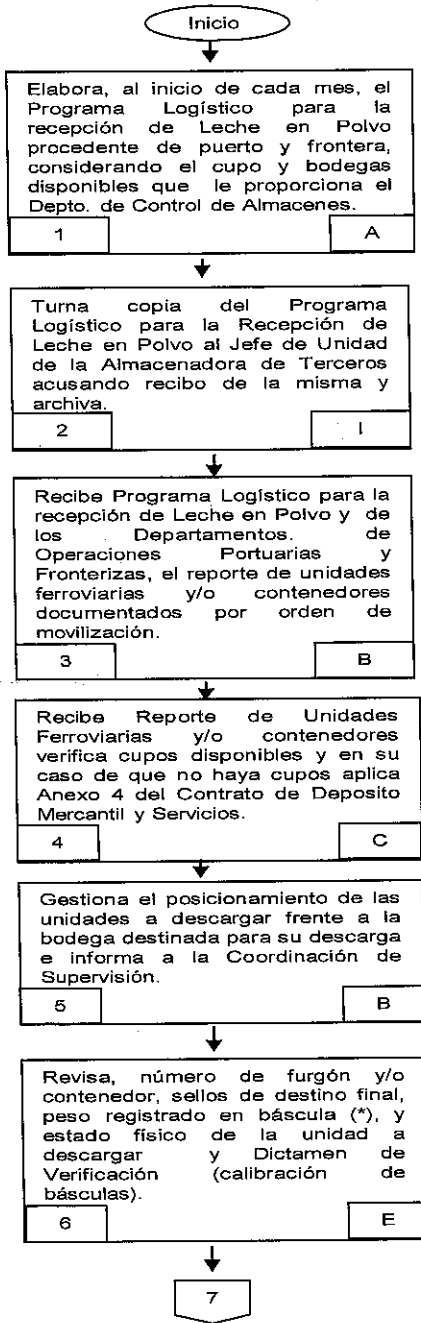 Inicio
Elabora, al inicio de cada mes, el
Programa Logístico para la
recepción de Leche en Polvo
procedente de puerto y frontera,
considerando el cupo y bodegas
disponibles que le proporciona el
Depto. de Control de Almacenes.
1 A
Turna copia del Programa
Logístico para la Recepción de
Leche en Polvo al Jefe de Unidad
de la Almacenadora de Terceros
acusando recibo de la misma y
archiva.
2 I
Recibe Programa Logístico para la
recepción de Leche en Polvo y de
los Departamentos. de
Operaciones Portuarias y
Fronterizas, el reporte de unidades
ferroviarias y/o contenedores
documentados por orden de
movilización.
3 B
Recibe Reporte de Unidades
Ferroviarias y/o contenedores
verifica cupos disponibles y en su
caso de que no haya cupos aplica
Anexo 4 del Contrato de Deposito
Mercantil y Servicios.
4 C
Gestiona el posicionamiento de las
unidades a descargar frente a la
bodega destinada para su descarga
e informa a la Coordinación de
Supervisión.
5 B
Revisa, número de furgón y/o
contenedor, sellos de destino final,
peso registrado en báscula (*), y
estado físico de la unidad a
descargar y Dictamen de
Verificación (calibración de
básculas).
6 E
7